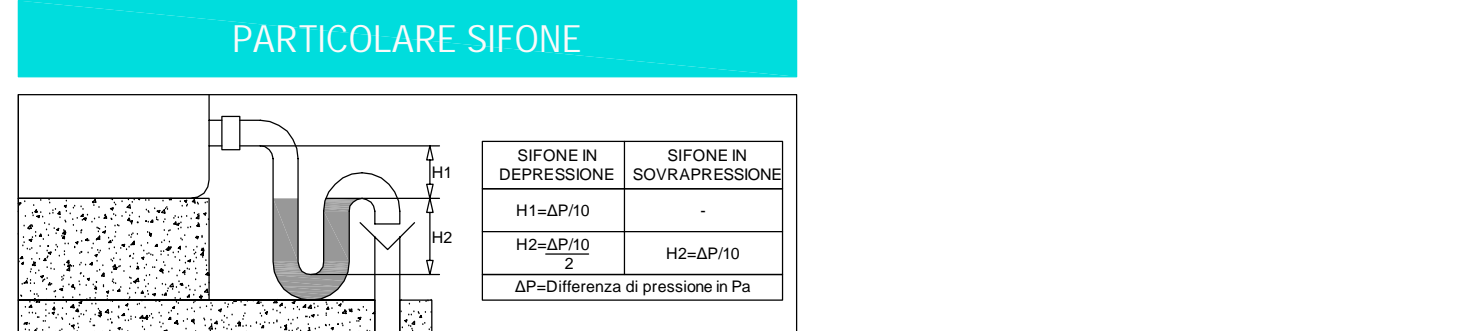 PARTICOLARE SIFONE
H1
H2
SIFONE IN
DEPRESSIONE
SIFONE IN
SOVRAPRESSIONE
H1=ΔP/10
-
H2=ΔP/10
2
H2=ΔP/10
ΔP=Differenza di pressione in Pa